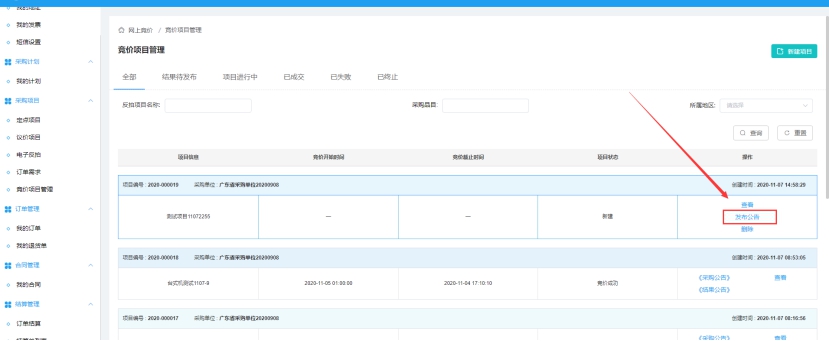 我的发票
短信设置
采购计划
我的计划
采购项目
定点项目
议价项目
电子反拍
订单需求
竞价项目管理
订单管理
我的订单
我的退货单
合同管理
我的合同
结算管理
订单结算
网上竞价 / 竞价项目管理
竞价项目管理
新建项目
全部 结果待发布 项目进行中 已成交 已失败 已终止
反拍项目名称: 采购品目: 所属地区: 请选择
查询 重置
项目信息 竞价开始时间 竞价截止时间 项目状态 操作
项目编号: 2020-000019 采购单位: 广东省采购单位20200908 创建时间: 2020-11-07 14:58:29
测试项目11072255 — — 新建 查看
发布公告
删除
项目编号: 2020-000018 采购单位: 广东省采购单位20200908 创建时间: 2020-11-07 08:53:05
台式机测试1107-9 2020-11-05 01:00:00 2020-11-04 17:10:10 竞价成功 《采购公告》 查看
《结果公告》
项目编号: 2020-000017 采购单位: 广东省采购单位20200908 创建时间: 2020-11-07 08:16:56
《采购公告》 查看